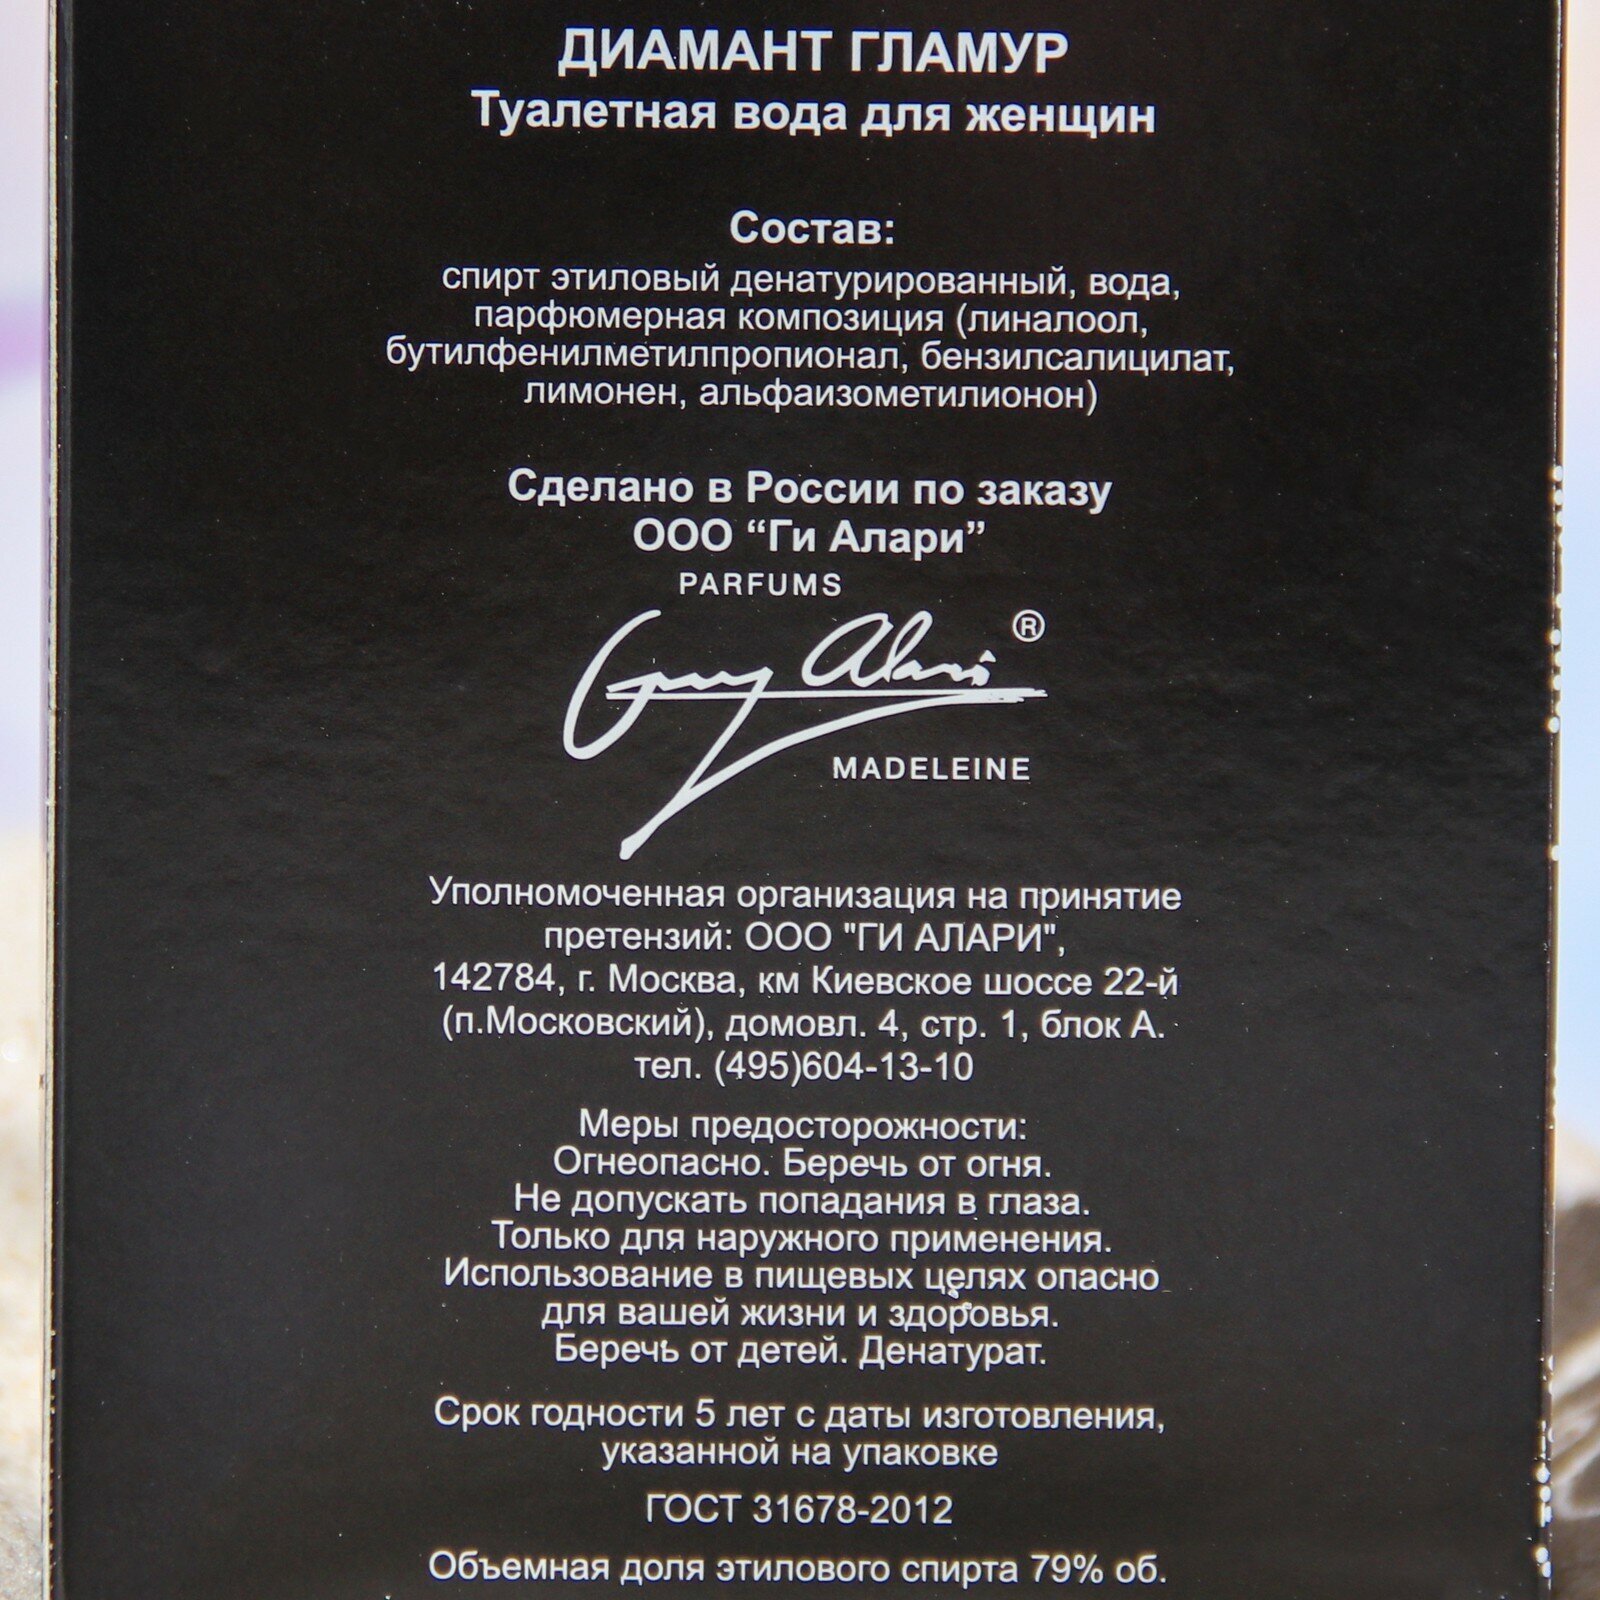 ДИАМАНТ ГЛАМУР
Туалетная вода для женщин
Состав:
спирт этиловый денатурированный, вода,
парфюмерная композиция (линалоол,
бутилфенилметилпропионал, бензилсалицилат,
лимонен, альфаизометилионон)
Сделано в России по заказу
ООО “Ги Алари”
PARFUMS
Guy Alari ®
MADELEINE
Уполномоченная организация на принятие
претензий: ООО "ГИ АЛАРИ",
142784, г. Москва, км Киевское шоссе 22-й
(п.Московский), домовл. 4, стр. 1, блок А.
тел. (495)604-13-10
Меры предосторожности:
Огнеопасно. Беречь от огня.
Не допускать попадания в глаза.
Только для наружного применения.
Использование в пищевых целях опасно
для вашей жизни и здоровья.
Беречь от детей. Денатурат.
Срок годности 5 лет с даты изготовления,
указанной на упаковке
ГОСТ 31678-2012
Объемная доля этилового спирта 79% об.